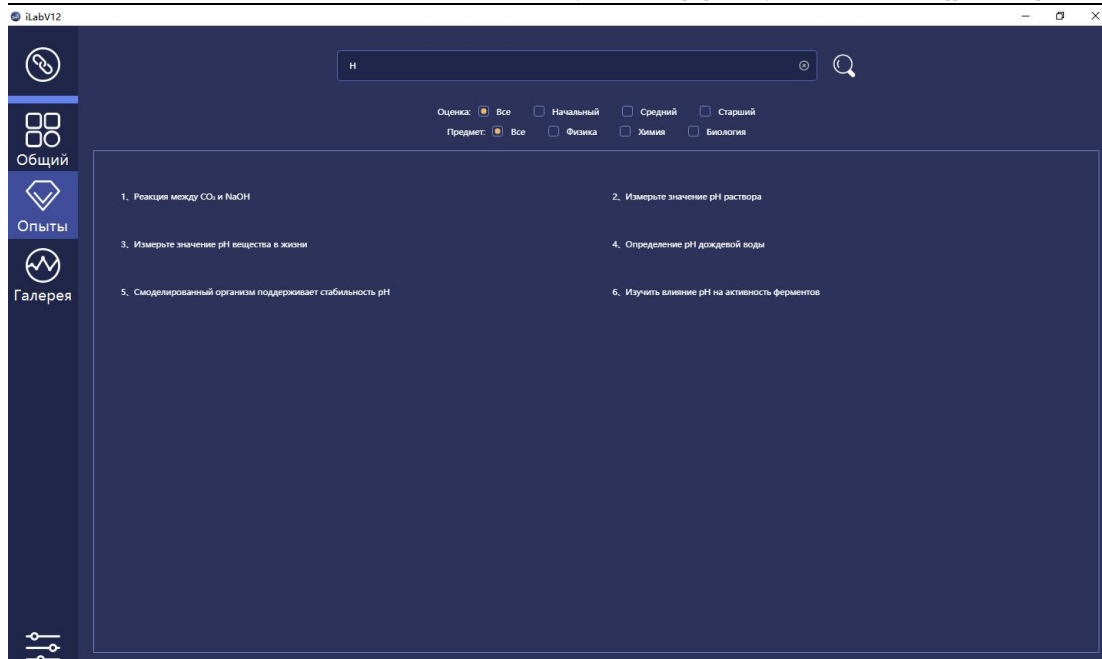 iLabV12
H
Оценка: Все Начальный Средний Старший
Предмет: Все Физика Химия Биология
Общий
Опыты
Галерея
1、Реакция между CO₂ и NaOH
2、Измерьте значение pH раствора
3、Измерьте значение pH вещества в жизни
4、Определение pH дождевой воды
5、Смоделированный организм поддерживает стабильность pH
6、Изучить влияние pH на активность ферментов